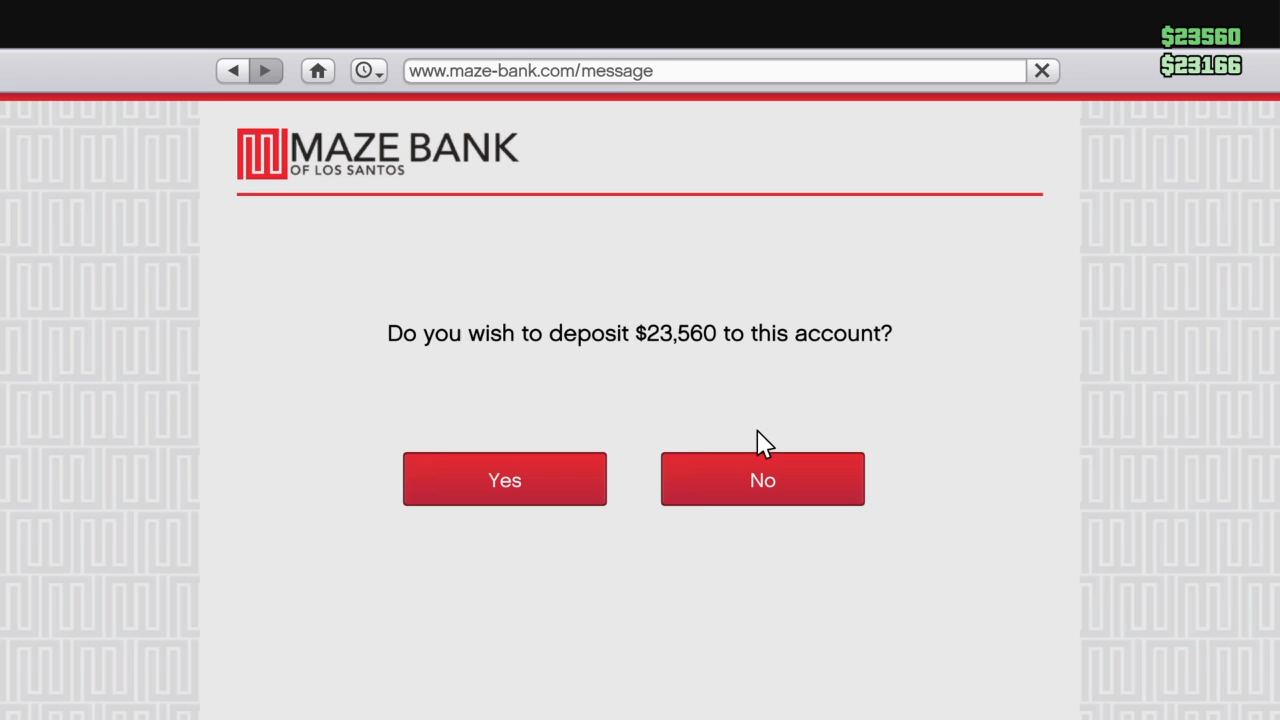 $23560
$23166
www.maze-bank.com/message
MAZE BANK
OF LOS SANTOS
Do you wish to deposit $23,560 to this account?
Yes
No